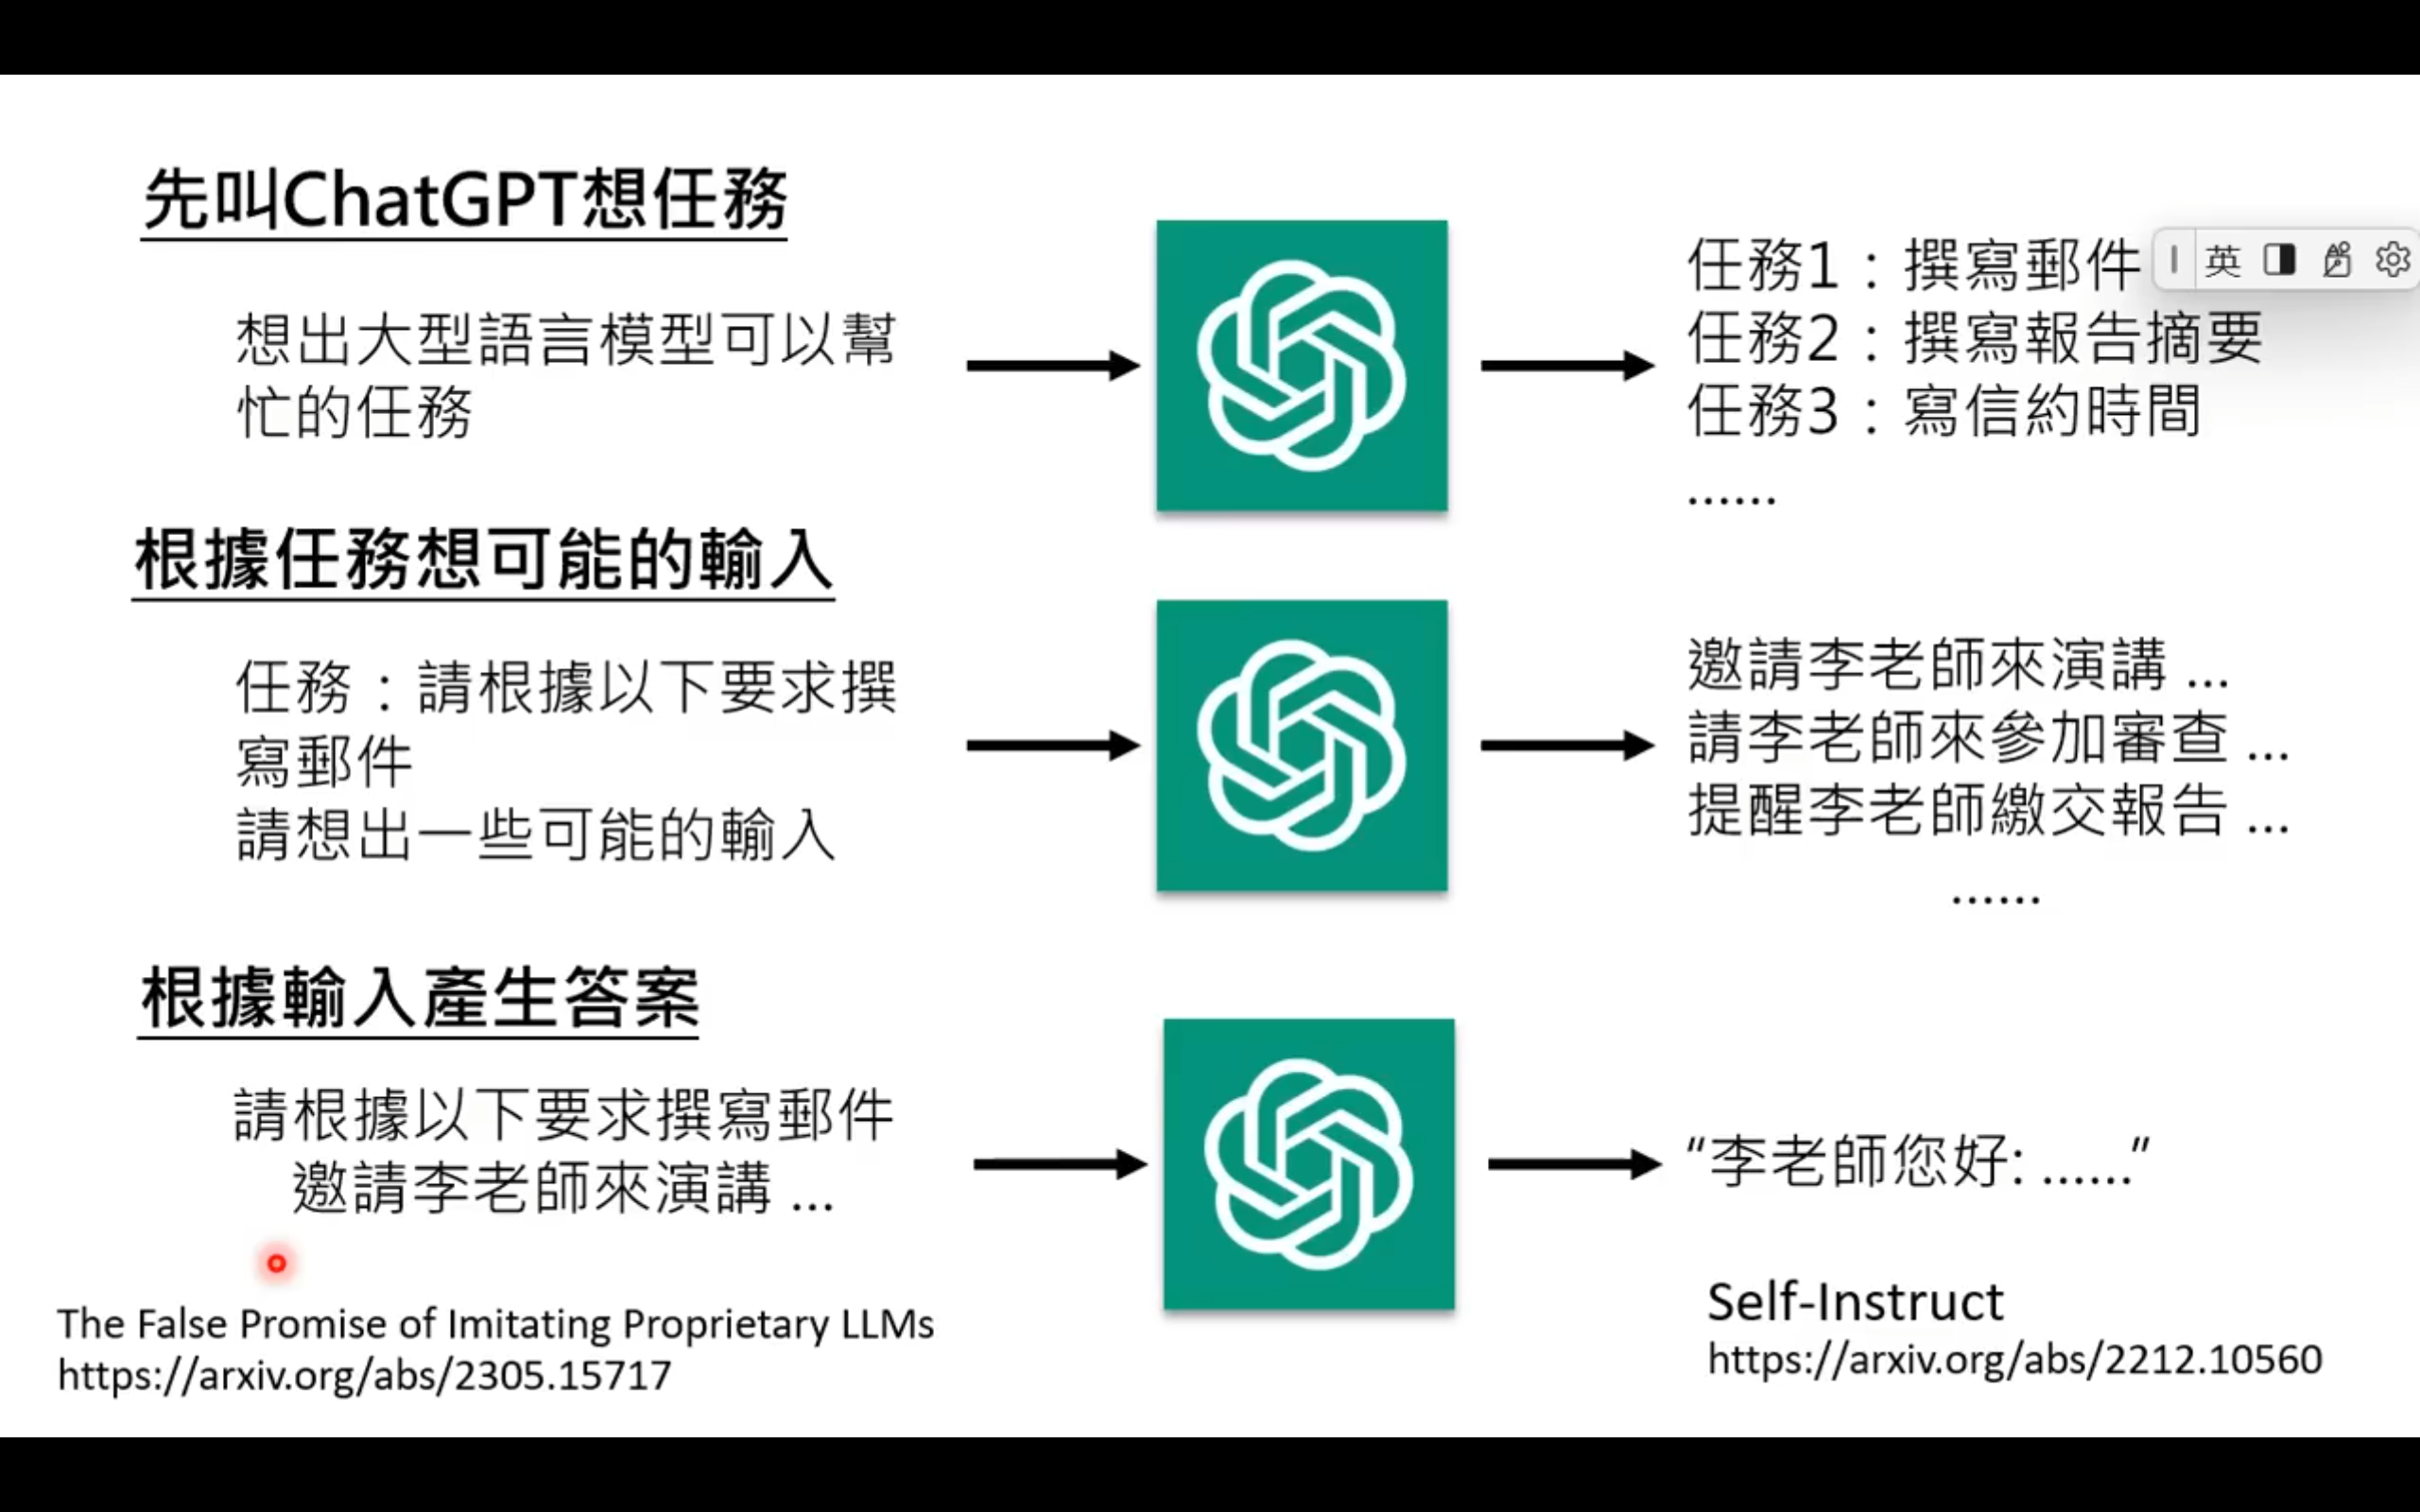 先叫ChatGPT想任務
想出大型語言模型可以幫
忙的任務
任務1：撰寫郵件
英
任務2：撰寫報告摘要
任務3：寫信約時間
……
根據任務想可能的輸入
任務：請根據以下要求撰
寫郵件
請想出一些可能的輸入
邀請李老師來演講 ...
請李老師來參加審查 ...
提醒李老師繳交報告 ...
……
根據輸入產生答案
請根據以下要求撰寫郵件
邀請李老師來演講 ...
“李老師您好: ……”
The False Promise of Imitating Proprietary LLMs
https://arxiv.org/abs/2305.15717
Self-Instruct
https://arxiv.org/abs/2212.10560